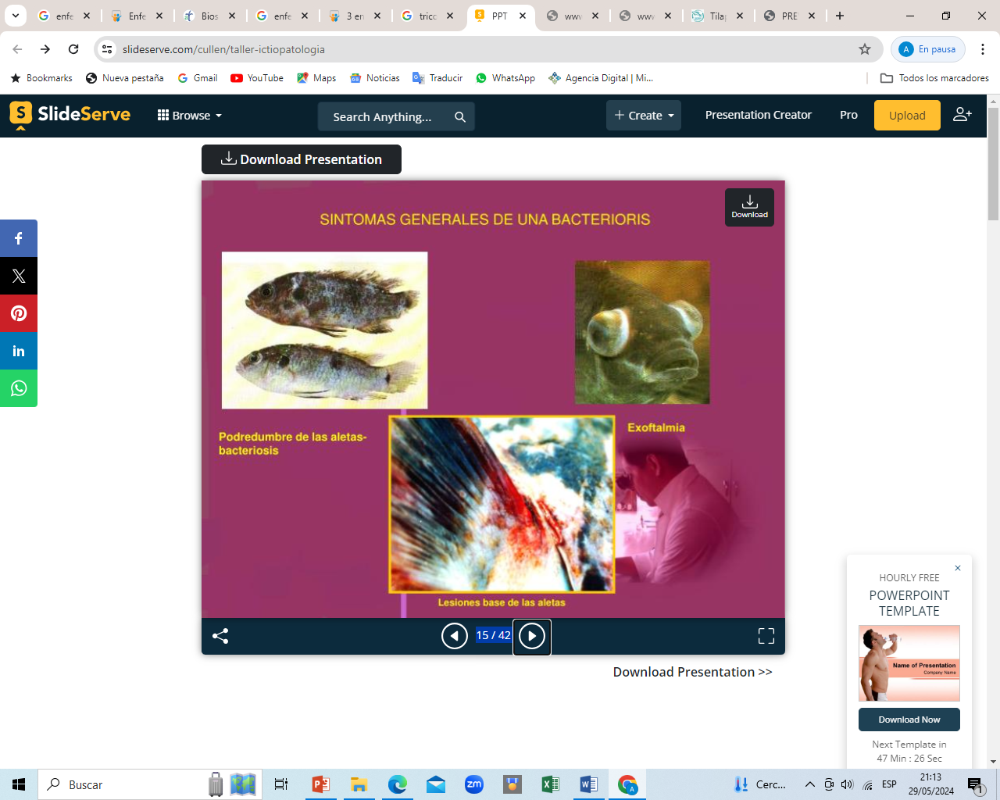 enfe
Enfe
Bios
enfe
3 en
trico
PPT
www
www
Tilap
PRE
slideserve.com/cullen/taller-ictiopatologia
A
En pausa
Bookmarks
Nueva pestaña
Gmail
YouTube
Maps
Noticias
Traducir
WhatsApp
Agencia Digital | Mi...
Todos los marcadores
S
SlideServe
Browse
Search Anything...
Create
Presentation Creator
Pro
Upload
Download Presentation
Download
SINTOMAS GENERALES DE UNA BACTERIORIS
Podredumbre de las aletas-
bacteriosis
Exoftalmia
Lesiones base de las aletas
15 / 42
Download Presentation >>
HOURLY FREE
POWERPOINT
TEMPLATE
Name of Presentation
Company Name
Download Now
Next Template in
47 Min : 26 Sec
Buscar
zm
Cerc...
ESP
21:13
29/05/2024
1